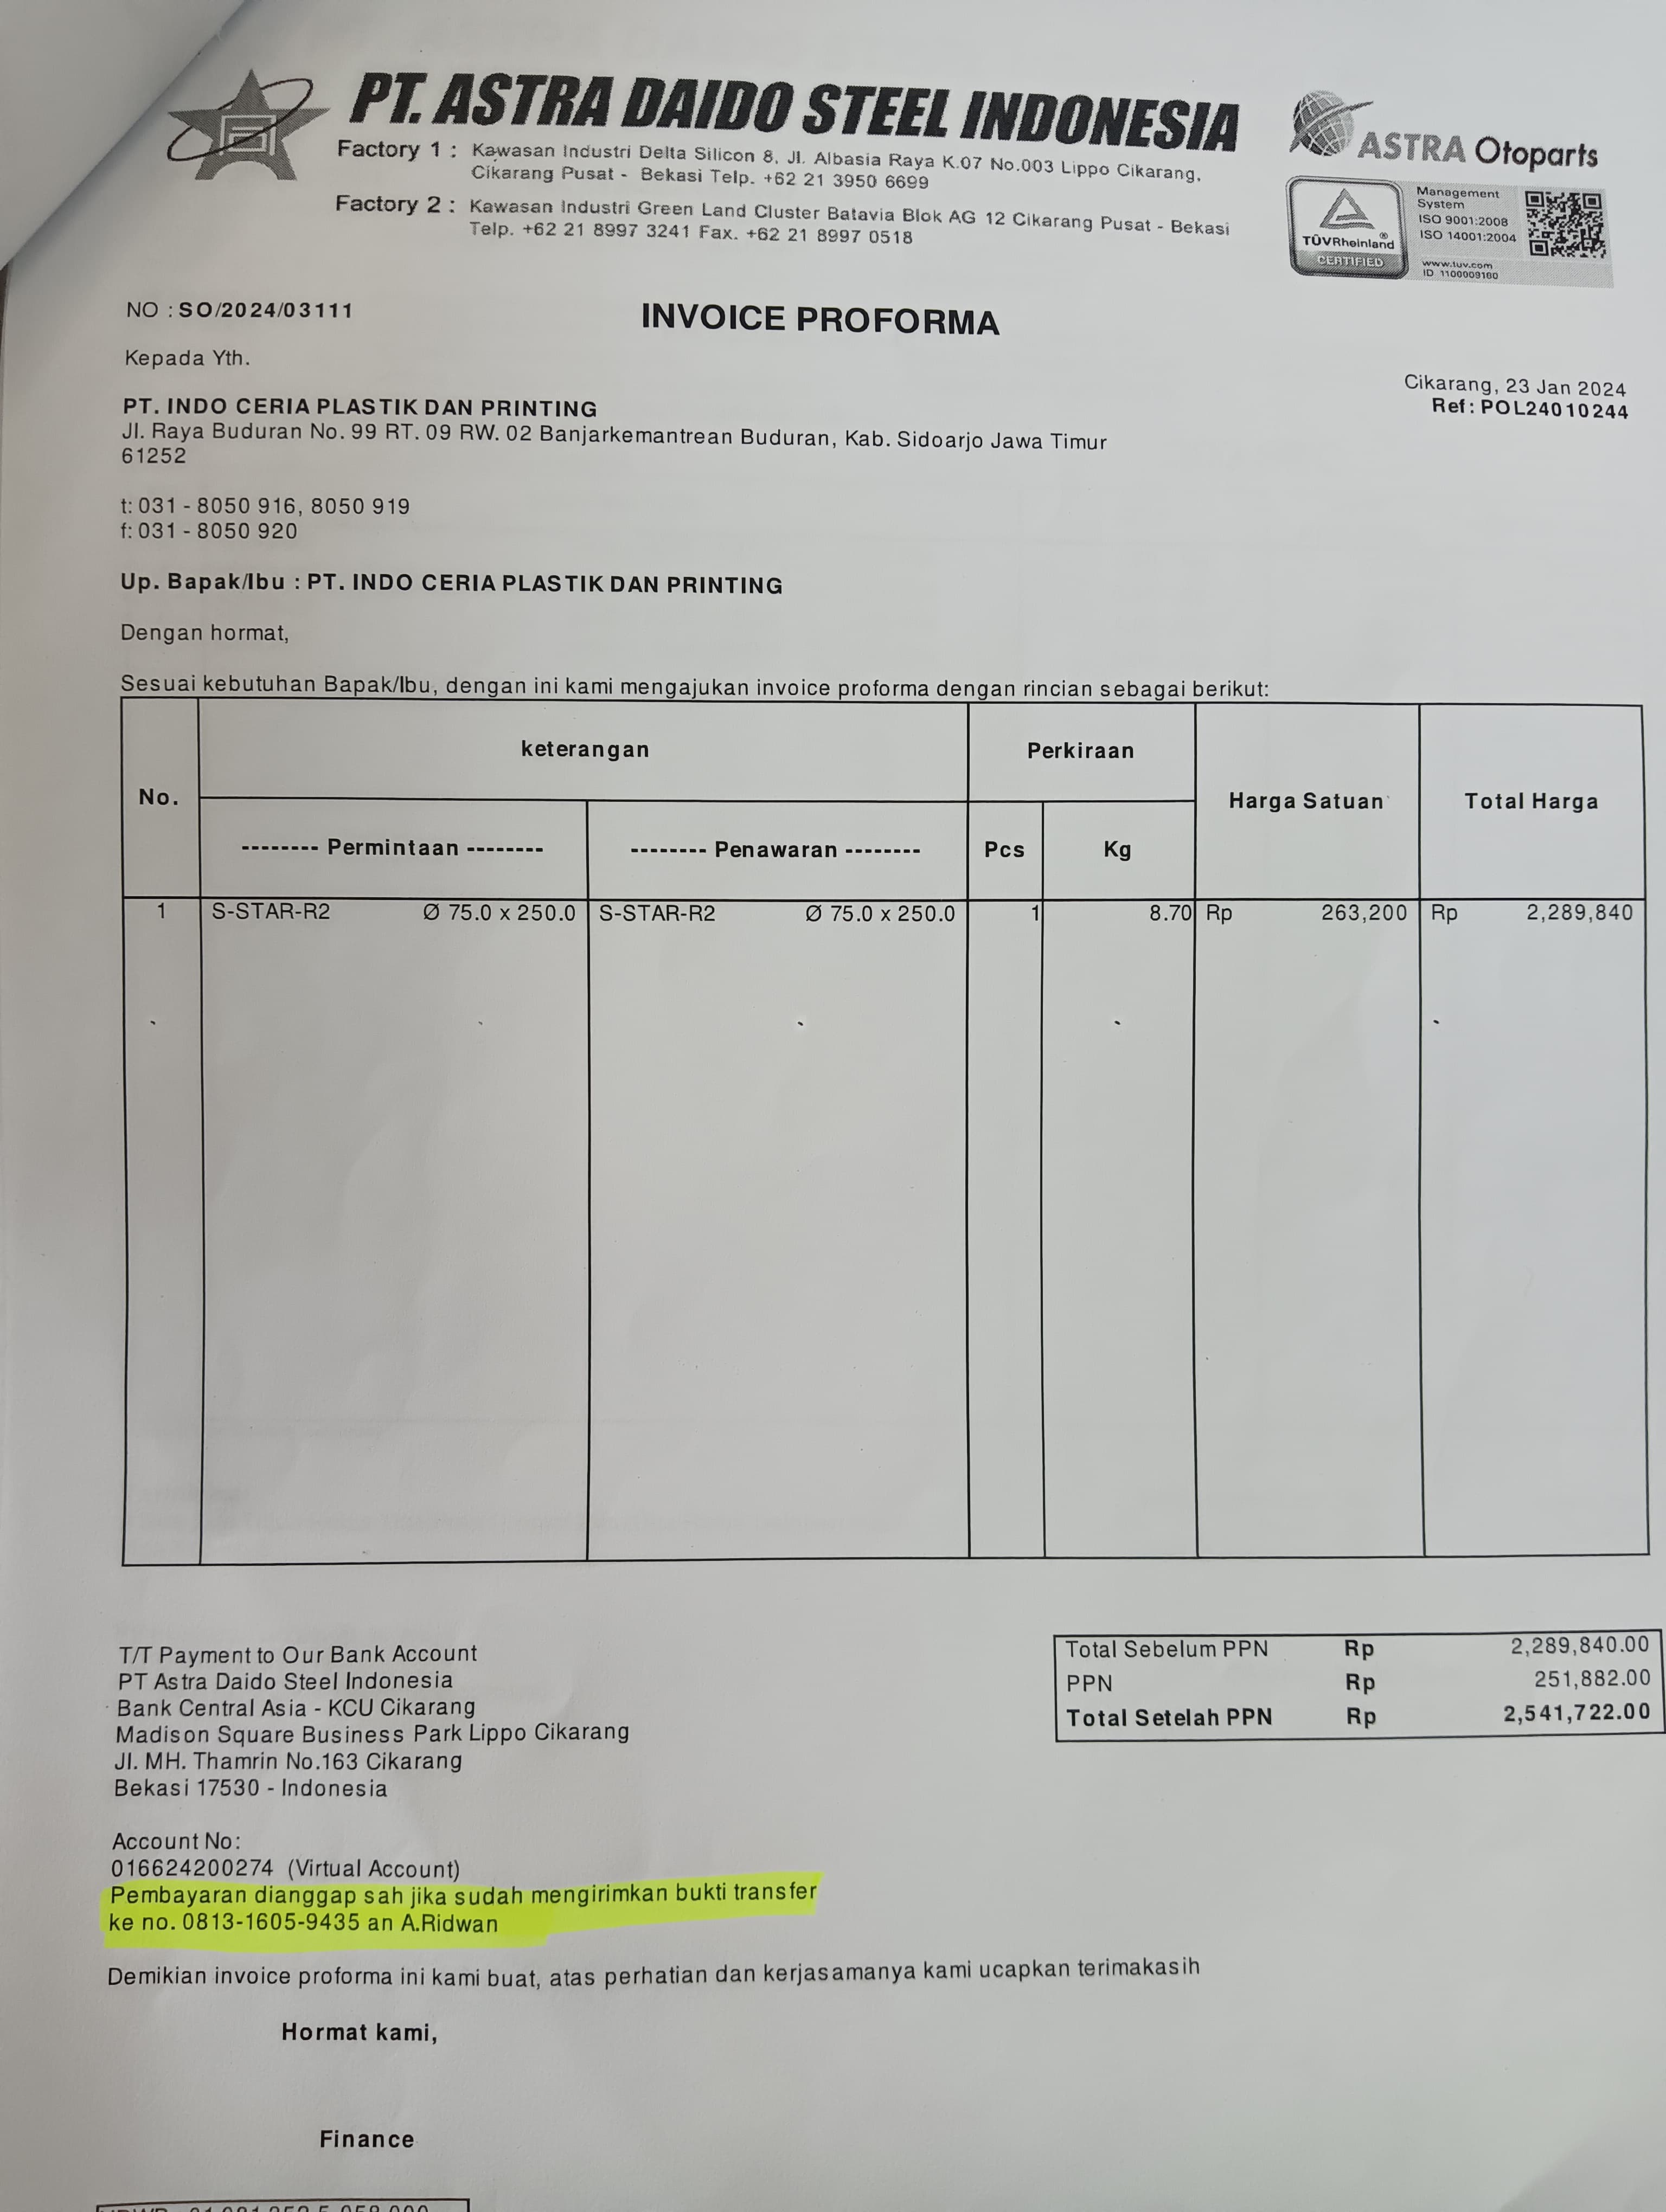 PT. ASTRA DAIDO STEEL INDONESIA
Factory 1 : Kawasan Industri Delta Silicon 8, Jl. Albasia Raya K.07 No.003 Lippo Cikarang,
Cikarang Pusat - Bekasi Telp. +62 21 3950 6699
Factory 2 : Kawasan Industri Green Land Cluster Batavia Blok AG 12 Cikarang Pusat - Bekasi
Telp. +62 21 8997 3241 Fax. +62 21 8997 0518
ASTRA Otoparts
TÜVRheinland ®
CERTIFIED
Management
System
ISO 9001:2008
ISO 14001:2004
www.tuv.com
ID 1100009100
NO : SO/2024/03111
INVOICE PROFORMA
Kepada Yth.
Cikarang, 23 Jan 2024
Ref : POL24010244
PT. INDO CERIA PLASTIK DAN PRINTING
Jl. Raya Buduran No. 99 RT. 09 RW. 02 Banjarkemantrean Buduran, Kab. Sidoarjo Jawa Timur
61252
t: 031 - 8050 916, 8050 919
f: 031 - 8050 920
Up. Bapak/Ibu : PT. INDO CERIA PLASTIK DAN PRINTING
Dengan hormat,
Sesuai kebutuhan Bapak/Ibu, dengan ini kami mengajukan invoice proforma dengan rincian sebagai berikut:
No. keterangan Perkiraan Harga Satuan Total Harga
-------- Permintaan -------- -------- Penawaran -------- Pcs Kg
1 S-STAR-R2 Ø 75.0 x 250.0 S-STAR-R2 Ø 75.0 x 250.0 1 8.70 Rp 263,200 Rp 2,289,840
Total Sebelum PPN Rp 2,289,840.00
PPN Rp 251,882.00
Total Setelah PPN Rp 2,541,722.00
T/T Payment to Our Bank Account
PT Astra Daido Steel Indonesia
Bank Central Asia - KCU Cikarang
Madison Square Business Park Lippo Cikarang
Jl. MH. Thamrin No.163 Cikarang
Bekasi 17530 - Indonesia
Account No:
016624200274 (Virtual Account)
Pembayaran dianggap sah jika sudah mengirimkan bukti transfer
ke no. 0813-1605-9435 an A.Ridwan
Demikian invoice proforma ini kami buat, atas perhatian dan kerjasamanya kami ucapkan terimakasih
Hormat kami,
Finance